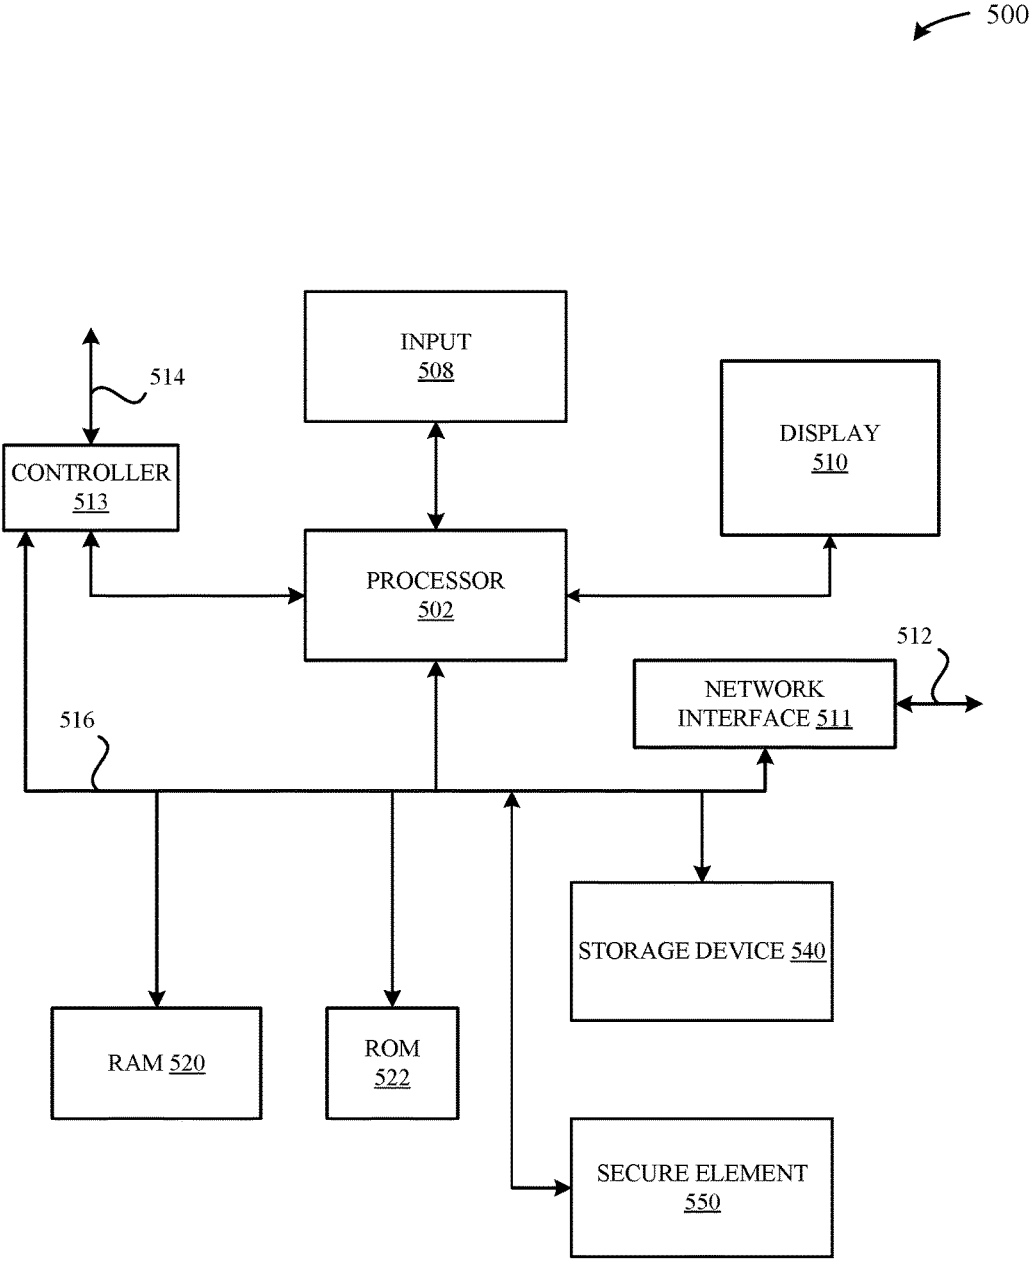 500
INPUT
508
514
DISPLAY
510
CONTROLLER
513
PROCESSOR
502
512
NETWORK
INTERFACE 511
516
STORAGE DEVICE 540
RAM 520
ROM
522
SECURE ELEMENT
550